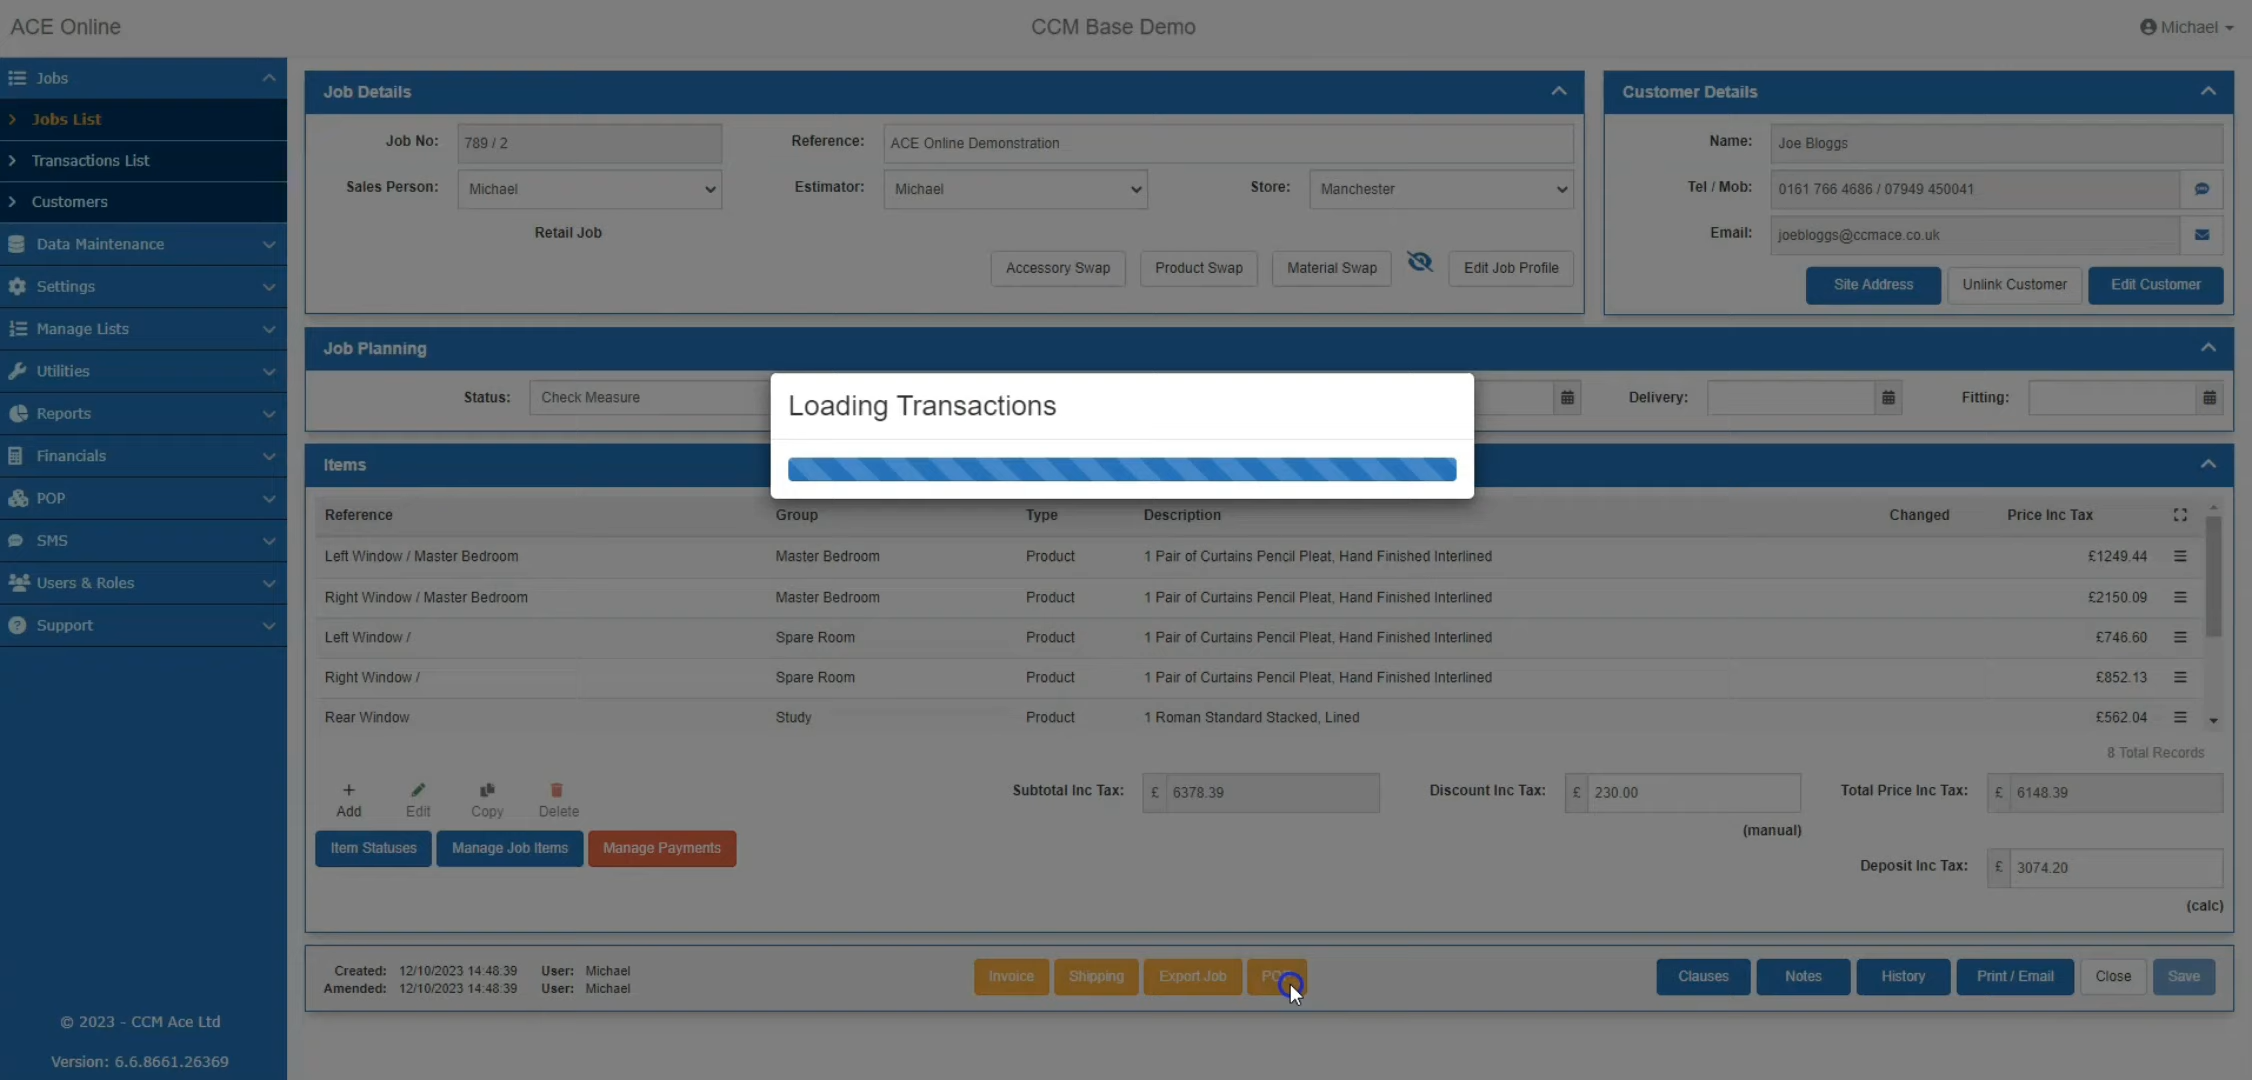 ACE Online
CCM Base Demo
Michael
Jobs
Jobs List
Transactions List
Customers
Data Maintenance
Settings
Manage Lists
Utilities
Reports
Financials
POP
SMS
Users & Roles
Support
© 2023 - CCM Ace Ltd
Version: 6.6.8661.26369
Job Details
Job No: 789 / 2 Reference: ACE Online Demonstration
Sales Person: Michael Estimator: Michael Store: Manchester
Retail Job
Accessory Swap Product Swap Material Swap Edit Job Profile
Customer Details
Name: Joe Bloggs
Tel / Mob: 0161 766 4686 / 07949 450041
Email: joebloggs@ccmace.co.uk
Site Address Unlink Customer Edit Customer
Job Planning
Status: Check Measure Delivery: Fitting:
Loading Transactions
Items
Reference Group Type Description Changed Price Inc Tax
Left Window / Master Bedroom Master Bedroom Product 1 Pair of Curtains Pencil Pleat, Hand Finished Interlined £1249.44
Right Window / Master Bedroom Master Bedroom Product 1 Pair of Curtains Pencil Pleat, Hand Finished Interlined £2150.09
Left Window / Spare Room Product 1 Pair of Curtains Pencil Pleat, Hand Finished Interlined £746.60
Right Window / Spare Room Product 1 Pair of Curtains Pencil Pleat, Hand Finished Interlined £852.13
Rear Window Study Product 1 Roman Standard Stacked, Lined £562.04
8 Total Records
Add Edit Copy Delete
Subtotal Inc Tax: £ 6378.39 Discount Inc Tax: £ 230.00 Total Price Inc Tax: £ 6148.39
(manual)
Item Statuses Manage Job Items Manage Payments
Deposit Inc Tax: £ 3074.20
(calc)
Created: 12/10/2023 14:48:39 User: Michael
Amended: 12/10/2023 14:48:39 User: Michael
Invoice Shipping Export Job
Clauses Notes History Print / Email Close Save